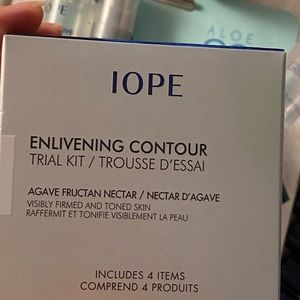 IOPE
ALOE
IOPE
ENLIVENING CONTOUR
TRIAL KIT / TROUSSE D'ESSAI
AGAVE FRUCTAN NECTAR / NECTAR D'AGAVE
VISIBLY FIRMED AND TONED SKIN
RAFFERMIT ET TONIFIE VISIBLEMENT LA PEAU
INCLUDES 4 ITEMS
COMPREND 4 PRODUITS